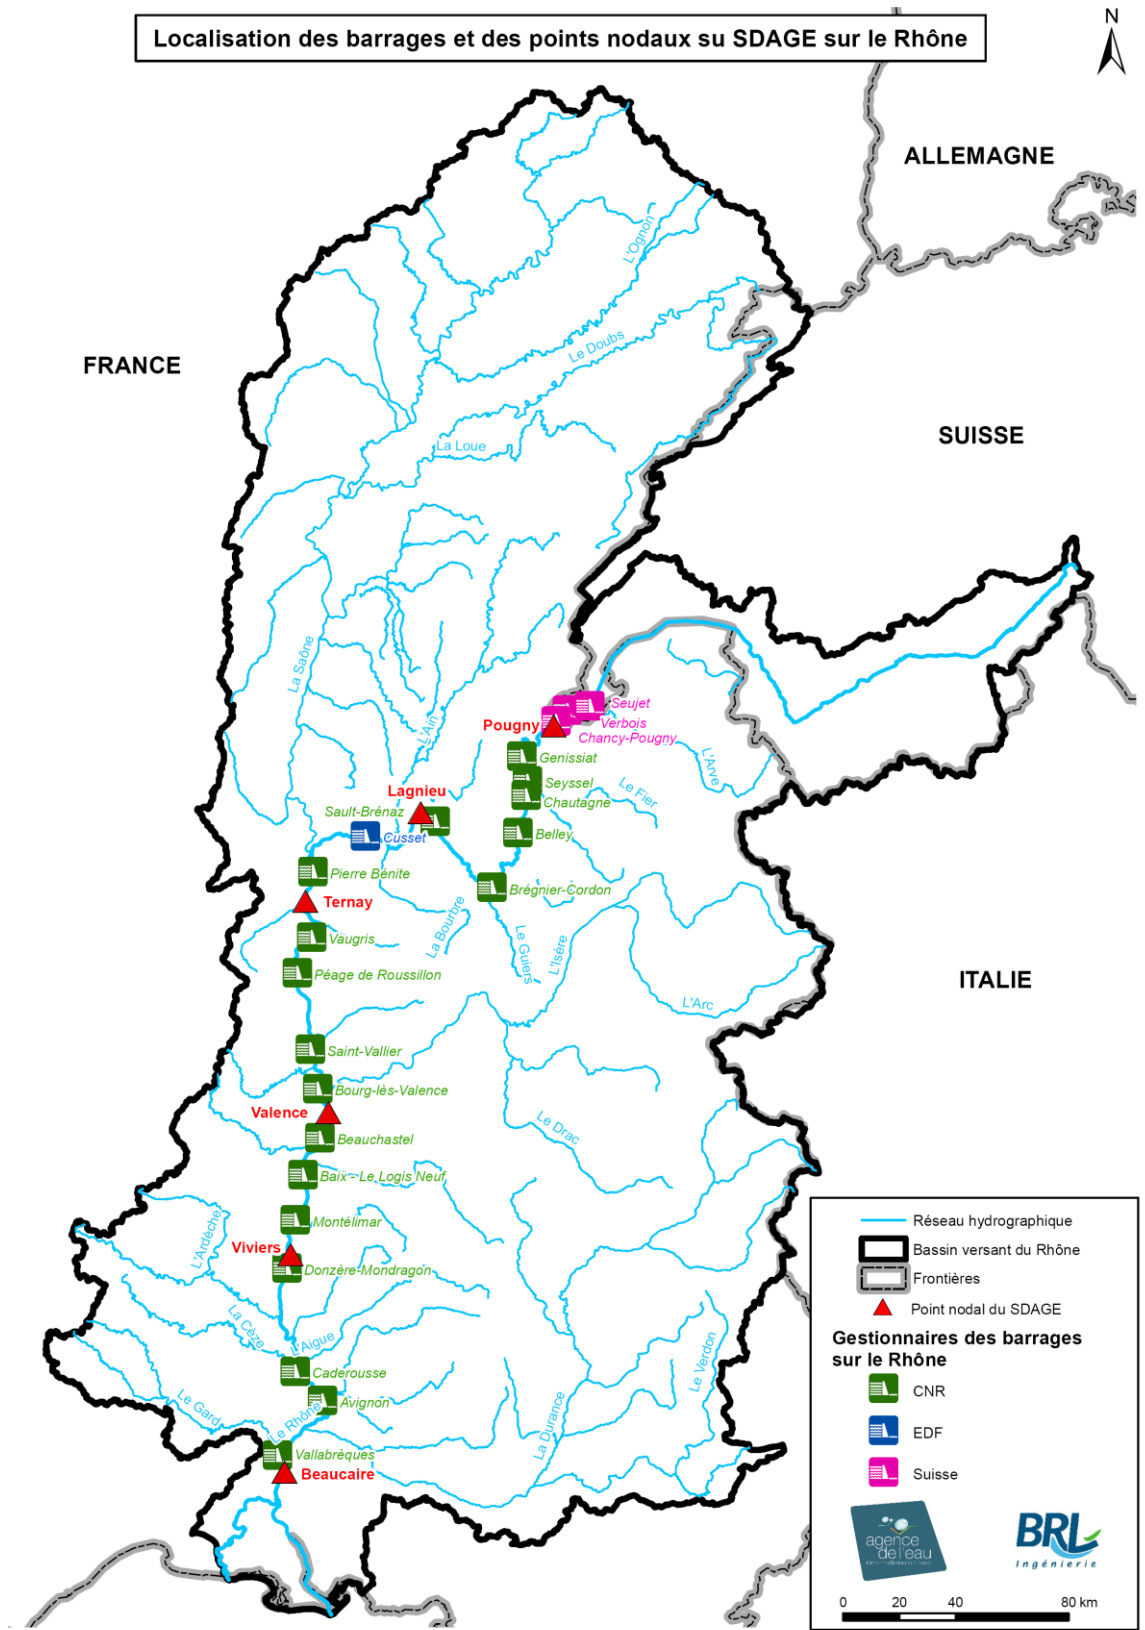 Localisation des barrages et des points nodaux su SDAGE sur le Rhône
N
ALLEMAGNE
L'Ognon
FRANCE
Le Doubs
SUISSE
La Loue
La Saône
L'Ain
Seujet
Pougny
Verbois
Chancy-Pougny
Genissiat
L'Arve
Seyssel
Le Fier
Chautagne
Lagnieu
Sault-Brénaz
Cusset
Belley
Pierre Bénite
Brégnier-Cordon
Ternay
La Bourbre
Le Guiers
L'Isère
Vaugris
Péage de Roussillon
ITALIE
L'Arc
Saint-Vallier
Bourg-lès-Valence
Valence
Le Drac
Beauchastel
Baix - Le Logis Neuf
L'Ardèche
Montélimar
Viviers
Donzère-Mondragon
La Cèze
L'Aigue
Caderousse
Le Verdon
Le Gard
Avignon
Le Rhône
La Durance
Vallabrèques
Beaucaire
Réseau hydrographique
Bassin versant du Rhône
Frontières
Point nodal du SDAGE
Gestionnaires des barrages
sur le Rhône
CNR
EDF
Suisse
agence
de l'eau
BRL
Ingénierie
0 20 40 80 km